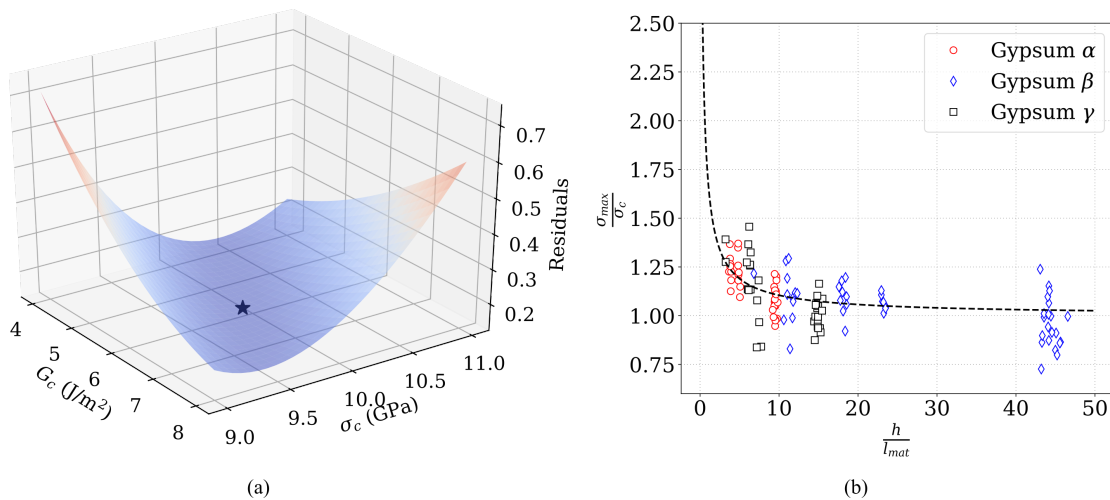 0.7
0.6
0.5
0.4
0.3
0.2
Residuals
4
5
6
7
8
G_c (J/m²)
9.0
9.5
10.0
10.5
11.0
σ_c (GPa)
(a)
2.50
2.25
2.00
1.75
1.50
1.25
1.00
0.75
σ_max
σ_c
Gypsum α
Gypsum β
Gypsum γ
0 10 20 30 40 50
h
l_mat
(b)